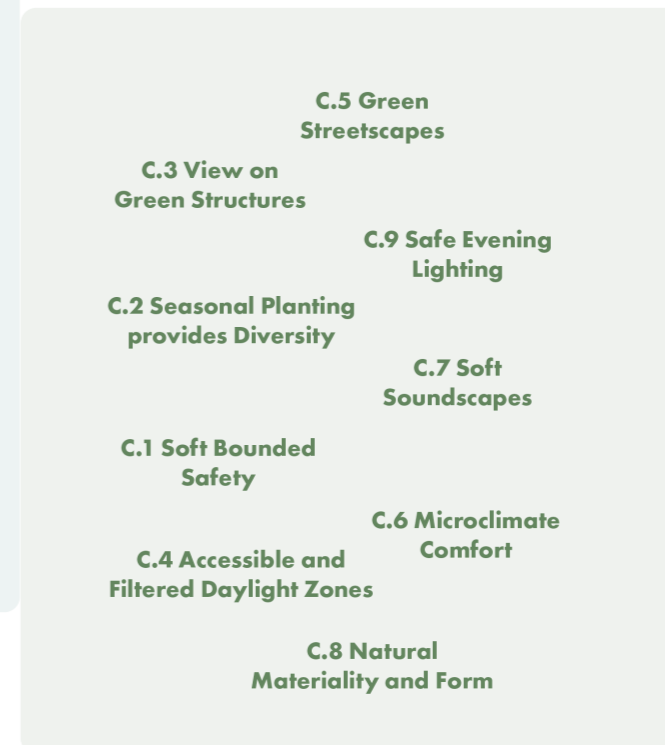 C.5 Green
Streetscapes
C.3 View on
Green Structures
C.9 Safe Evening
Lighting
C.2 Seasonal Planting
provides Diversity
C.7 Soft
Soundscapes
C.1 Soft Bounded
Safety
C.6 Microclimate
Comfort
C.4 Accessible and
Filtered Daylight Zones
C.8 Natural
Materiality and Form